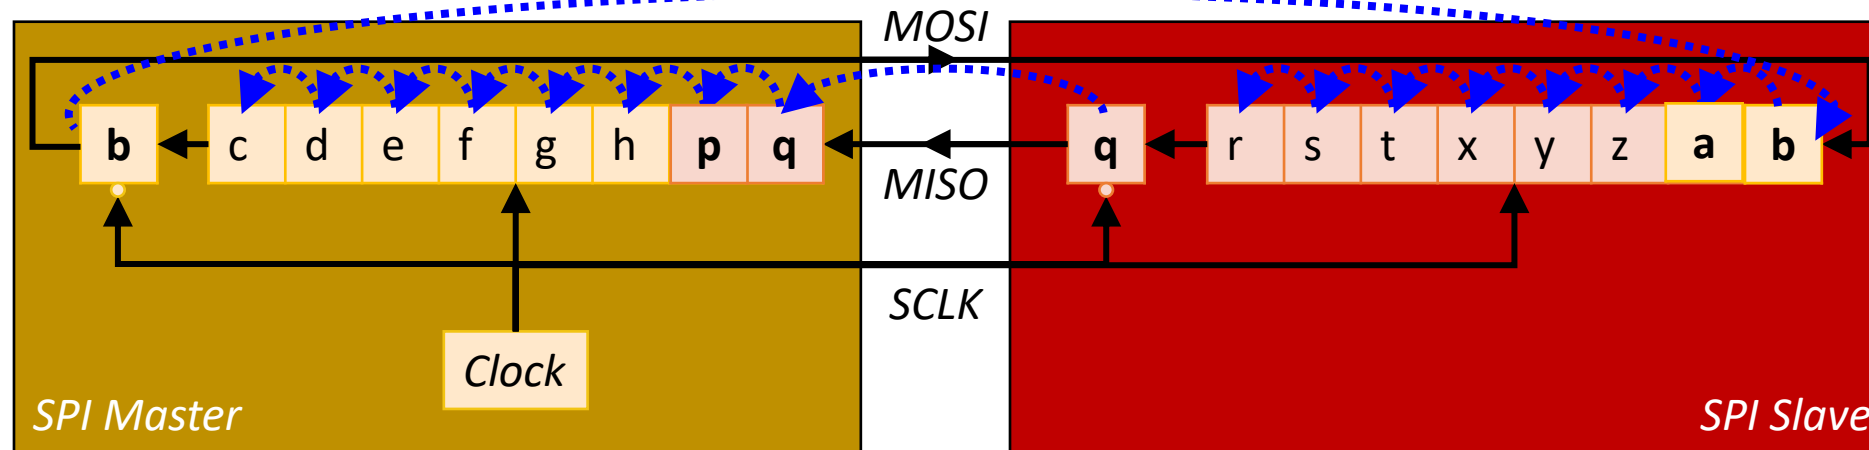 MOSI
b c d e f g h p q
q r s t x y z a b
MISO
SCLK
Clock
SPI Master
SPI Slave